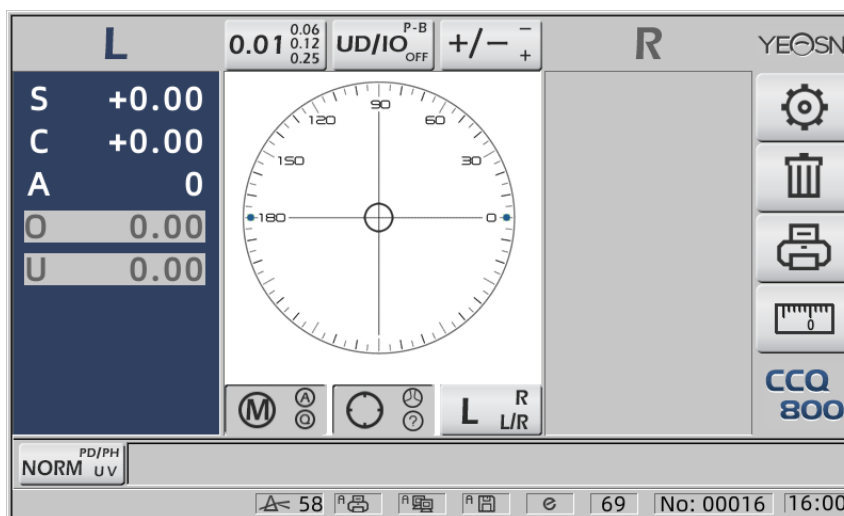 L
0.01 0.06
0.12
0.25
UD/IO P-B
OFF
+/− −
+
R
YEOSN
S +0.00
C +0.00
A 0
O 0.00
U 0.00
90
120 60
150 30
180 0
0
CCQ
800
M A
Q
?
L R
L/R
NORM PD/PH
UV
58 A A A e 69 No: 00016 16:00